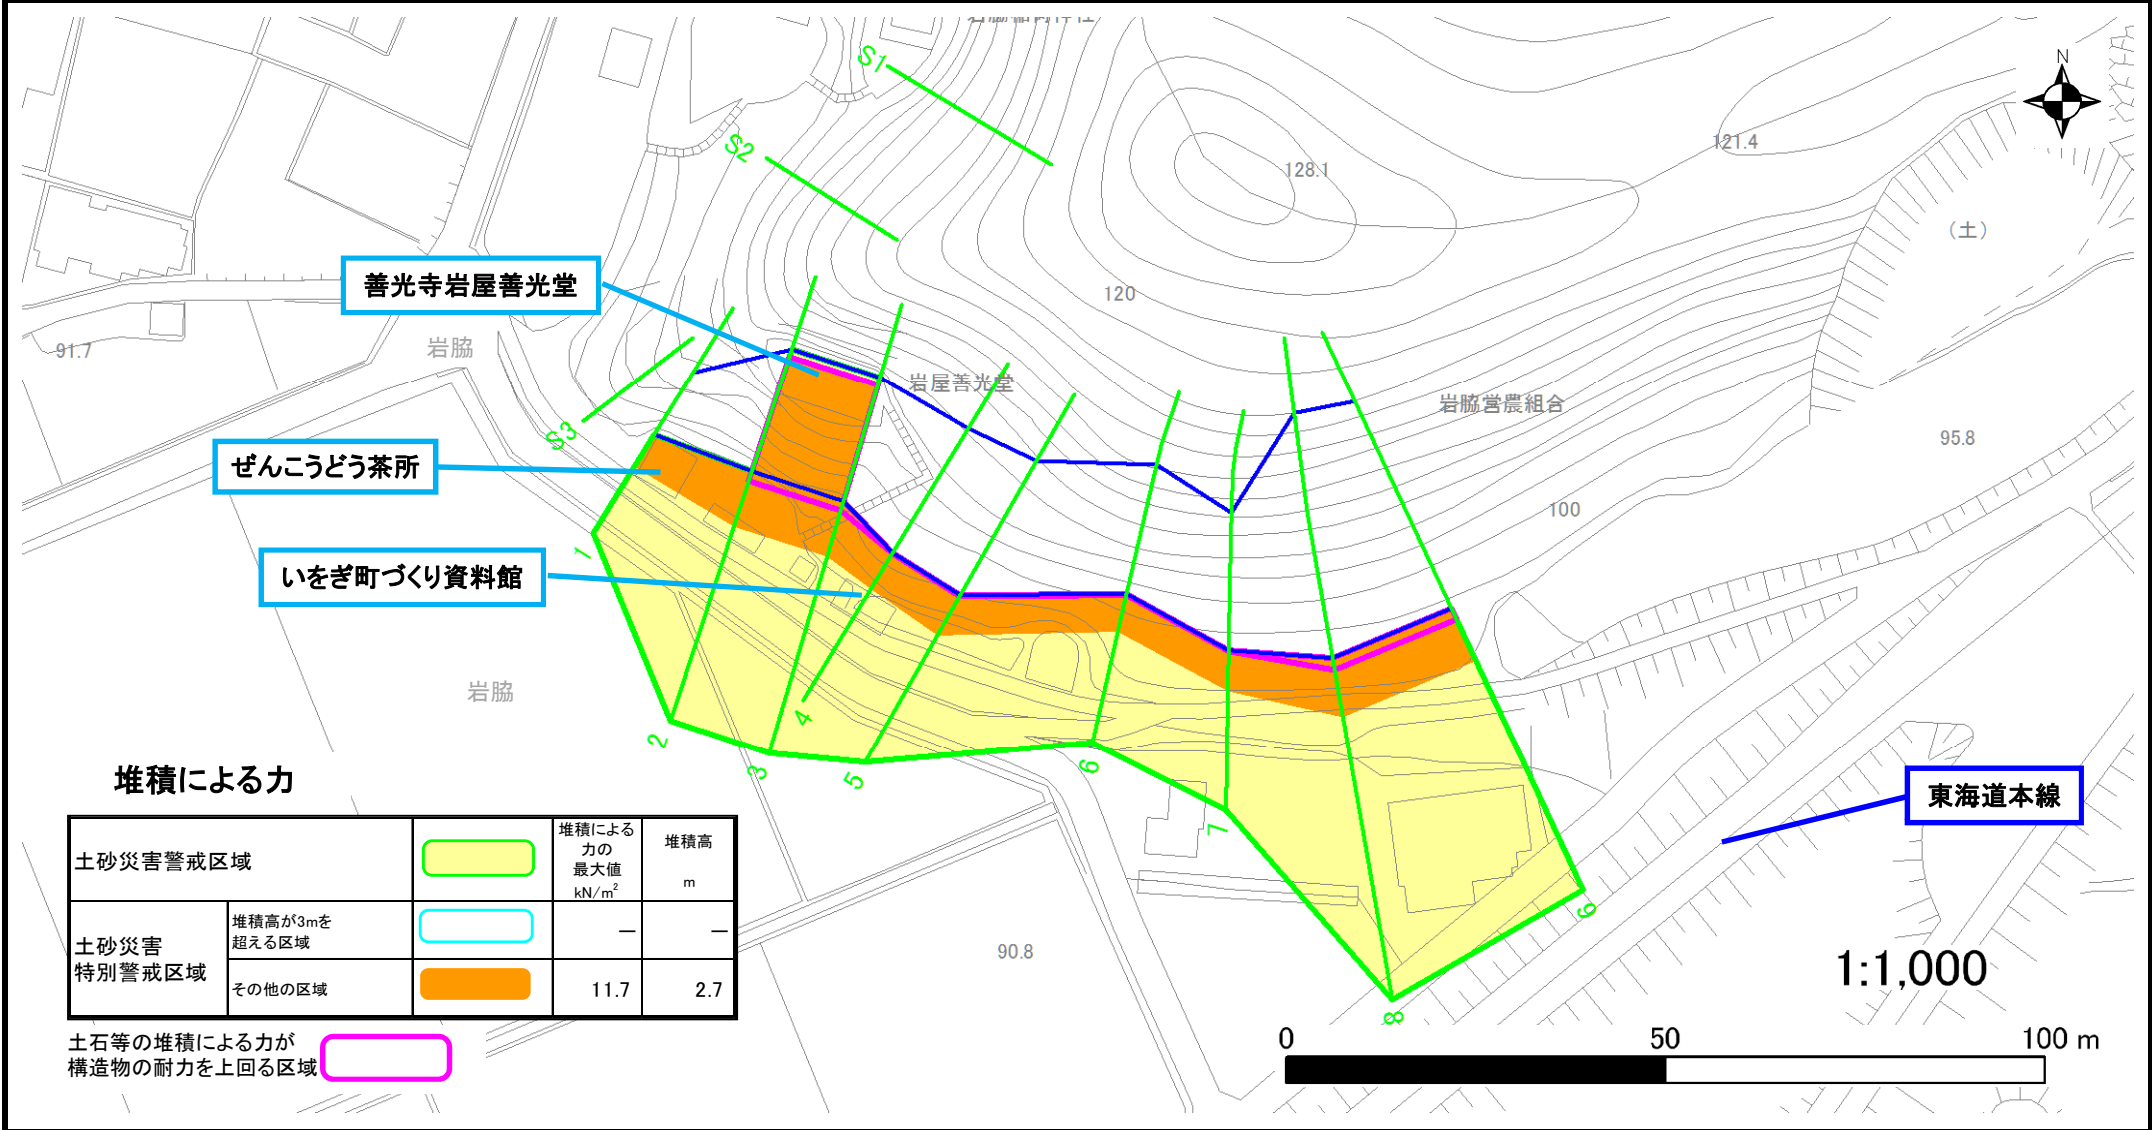 N
S1
S2
128.1
121.4
(土)
善光寺岩屋善光堂
120
91.7
岩脇
岩屋善光堂
岩脇営農組合
S3
95.8
ぜんこうどう茶所
100
いをぎ町づくり資料館
1
岩脇
2
3
4
5
6
7
8
9
東海道本線
90.8
堆積による力
土砂災害警戒区域
堆積による
力の
最大値
kN/m²
堆積高
m
土砂災害
特別警戒区域
堆積高が3mを
超える区域
—
—
その他の区域
11.7
2.7
土石等の堆積による力が
構造物の耐力を上回る区域
1:1,000
0 50 100 m